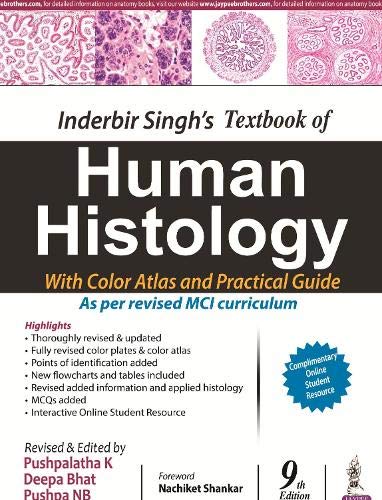 peebrothers.com, for detailed information on anatomy books, visit our website www.jaypeebrothers.com, for detailed information on anatomy books, visit our
Inderbir Singh's Textbook of
Human
Histology
With Color Atlas and Practical Guide
As per revised MCI curriculum
Highlights
• Thoroughly revised & updated
• Fully revised color plates & color atlas
• Points of identification added
• New flowcharts and tables included
• Revised added information and applied histology
• MCQs added
• Interactive Online Student Resource
Complimentary
Online
Student
Resource
Revised & Edited by
Pushpalatha K
Deepa Bhat
Pushpa NB
Foreword
Nachiket Shankar
9th
Edition